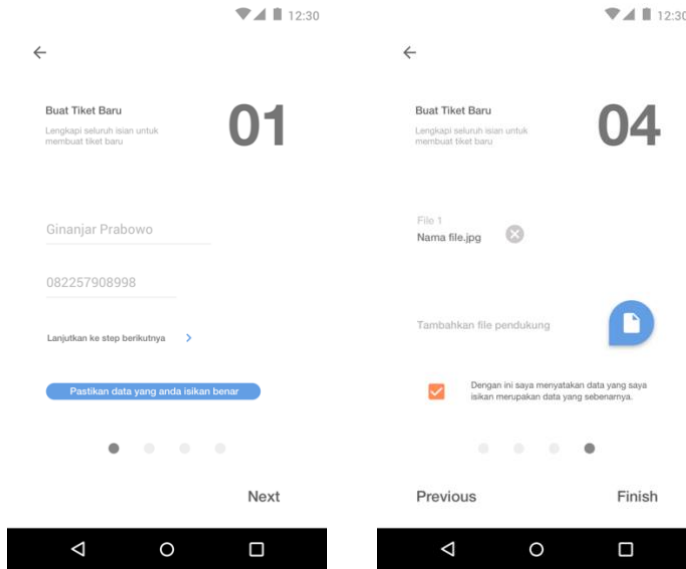 12:30
Buat Tiket Baru
Lengkapi seluruh isian untuk
membuat tiket baru
01
Ginanjar Prabowo
082257908998
Lanjutkan ke step berikutnya
Pastikan data yang anda isikan benar
Next
12:30
Buat Tiket Baru
Lengkapi seluruh isian untuk
membuat tiket baru
04
File 1
Nama file.jpg
Tambahkan file pendukung
Dengan ini saya menyatakan data yang saya
isikan merupakan data yang sebenarnya.
Previous
Finish